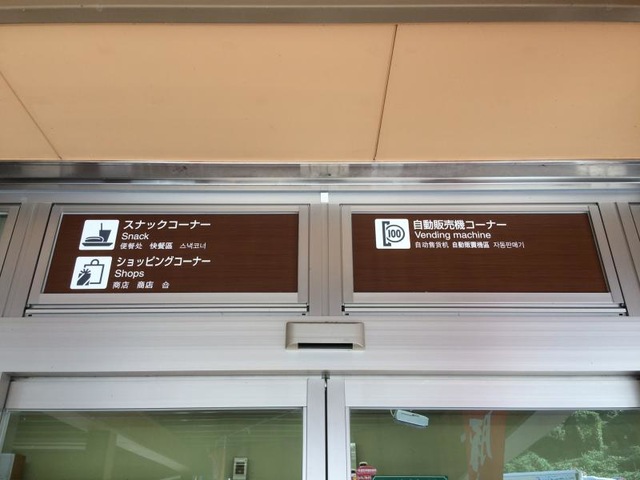 スナックコーナー
Snack
便餐处 快餐區 스낵코너
ショッピングコーナー
Shops
商店 商店 숍
自動販売機コーナー
100
Vending machine
自动售货机 自動販賣機區 자동판매기